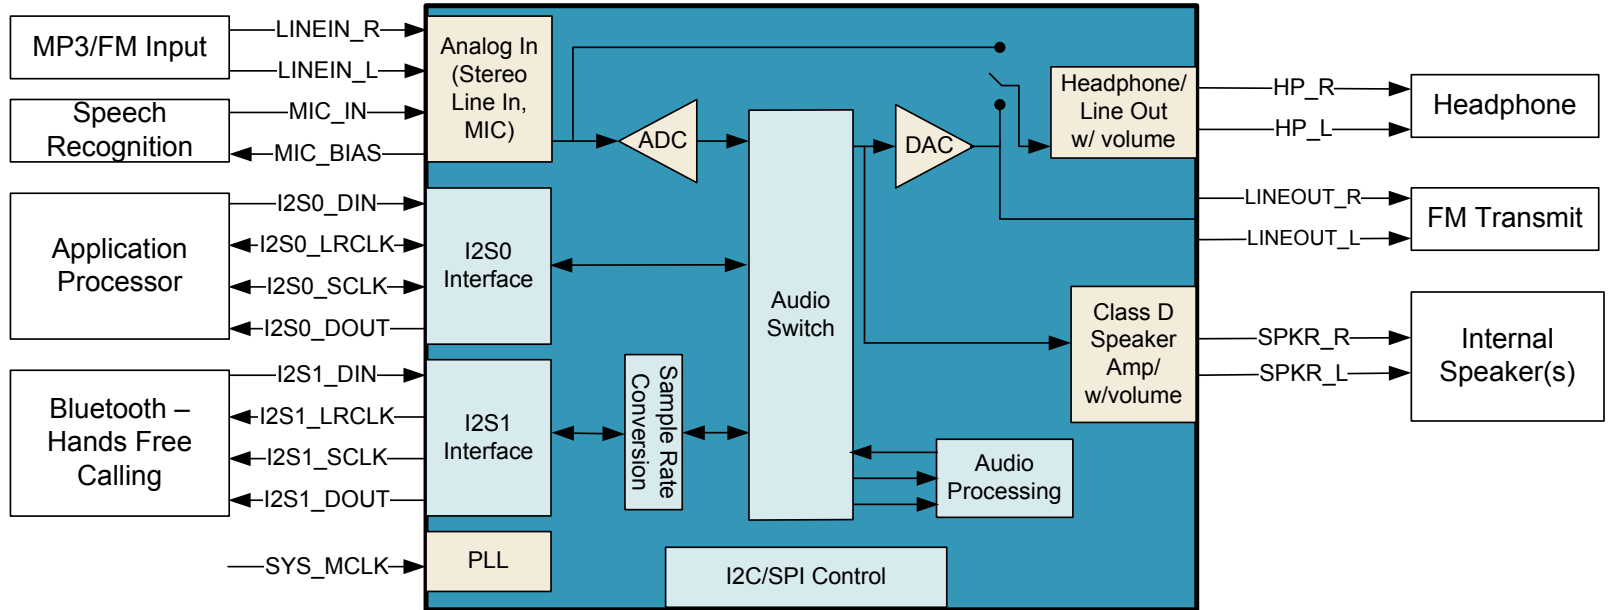 MP3/FM Input
Speech
Recognition
Application
Processor
Bluetooth –
Hands Free
Calling
LINEIN_R
LINEIN_L
MIC_IN
MIC_BIAS
I2S0_DIN
I2S0_LRCLK
I2S0_SCLK
I2S0_DOUT
I2S1_DIN
I2S1_LRCLK
I2S1_SCLK
I2S1_DOUT
SYS_MCLK
Analog In
(Stereo
Line In,
MIC)
I2S0
Interface
I2S1
Interface
PLL
ADC
Sample Rate
Conversion
Audio
Switch
DAC
Audio
Processing
I2C/SPI Control
Headphone/
Line Out
w/ volume
Class D
Speaker
Amp/
w/volume
HP_R
HP_L
LINEOUT_R
LINEOUT_L
SPKR_R
SPKR_L
Headphone
FM Transmit
Internal
Speaker(s)